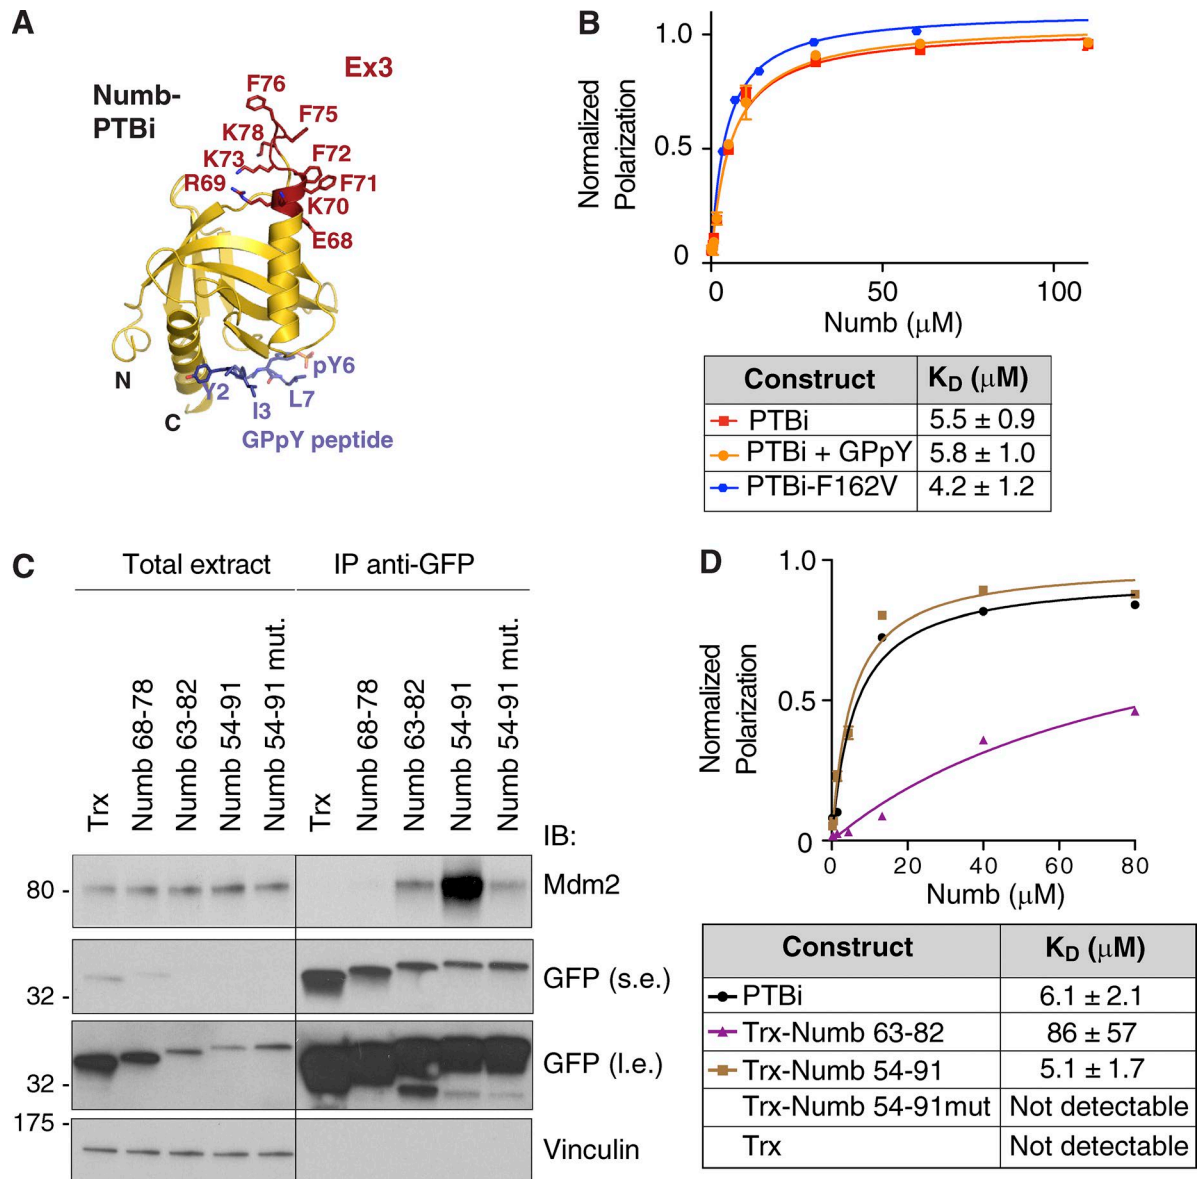 A
Numb-
PTBi
Ex3
F76
F75
K78
K73
F72
R69
F71
K70
E68
N
C
Y2
I3
L7
pY6
GPpY peptide
B
Normalized
Polarization
1.0
0.5
0
0 50 100
Numb (μM)
Construct K_D (μM)
PTBi 5.5 ± 0.9
PTBi + GPpY 5.8 ± 1.0
PTBi-F162V 4.2 ± 1.2
C
Total extract IP anti-GFP
Trx
Numb 68-78
Numb 63-82
Numb 54-91
Numb 54-91 mut.
Trx
Numb 68-78
Numb 63-82
Numb 54-91
Numb 54-91 mut.
IB:
80 - Mdm2
32 - GFP (s.e.)
32 - GFP (l.e.)
175 - Vinculin
D
Normalized
Polarization
1.0
0.5
0
0 20 40 60 80
Numb (μM)
Construct K_D (μM)
PTBi 6.1 ± 2.1
Trx-Numb 63-82 86 ± 57
Trx-Numb 54-91 5.1 ± 1.7
Trx-Numb 54-91mut Not detectable
Trx Not detectable